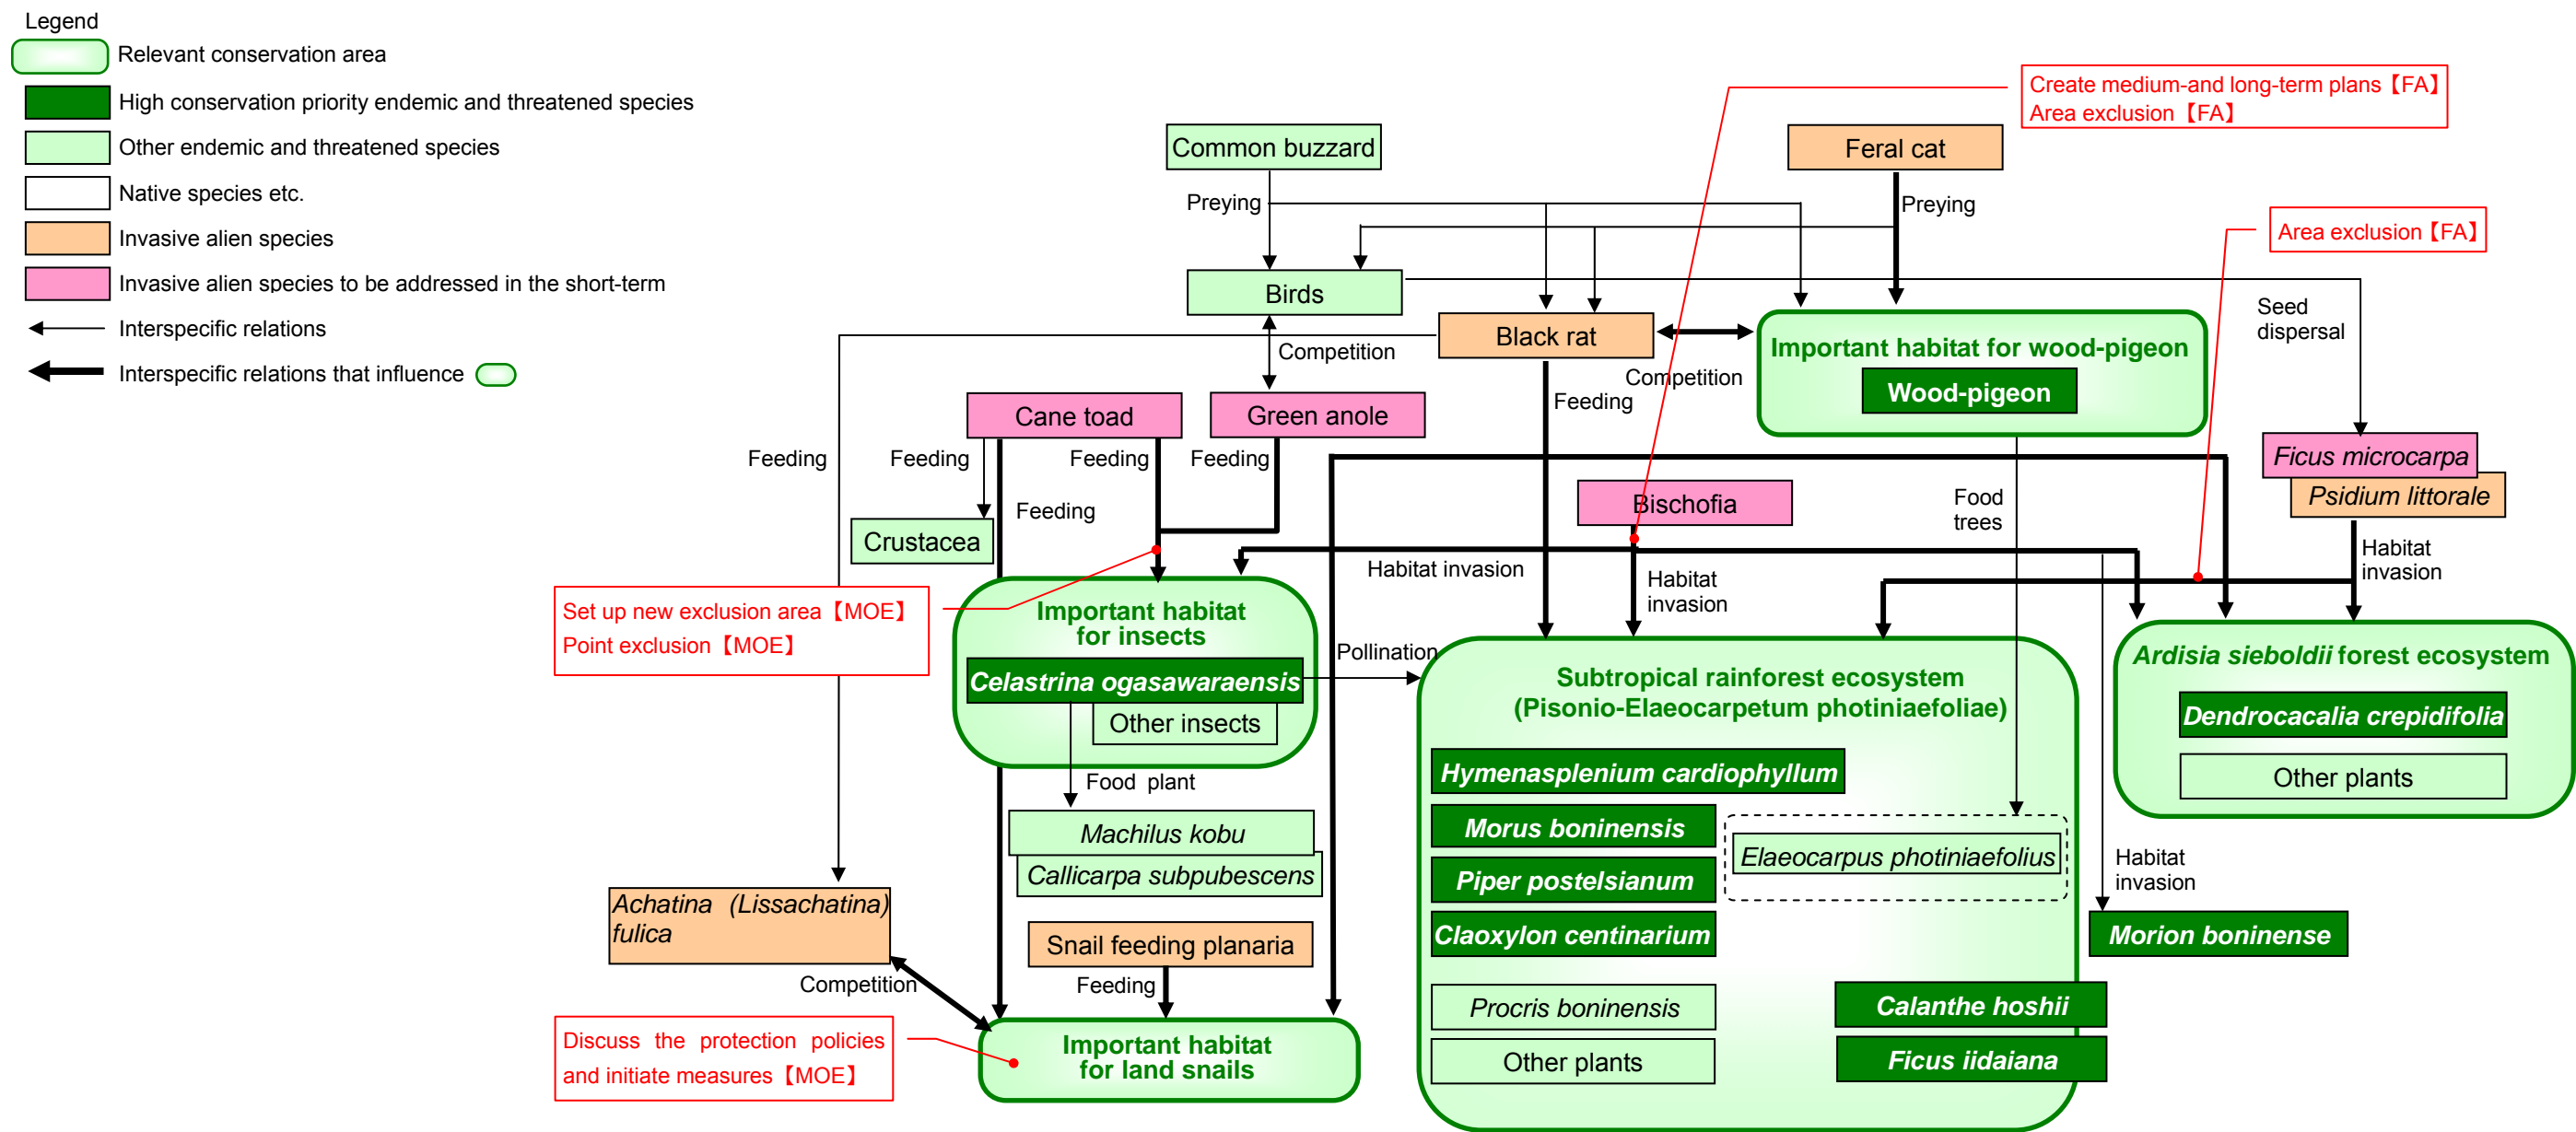 Legend
Relevant conservation area
High conservation priority endemic and threatened species
Other endemic and threatened species
Native species etc.
Invasive alien species
Invasive alien species to be addressed in the short-term
Interspecific relations
Interspecific relations that influence
Create medium-and long-term plans【FA】
Area exclusion【FA】
Common buzzard
Feral cat
Preying
Preying
Area exclusion【FA】
Birds
Seed
dispersal
Black rat
Competition
Important habitat for wood-pigeon
Wood-pigeon
Competition
Feeding
Cane toad
Green anole
Feeding
Feeding
Feeding
Feeding
Ficus microcarpa
Psidium littorale
Feeding
Bischofia
Food
trees
Crustacea
Habitat invasion
Habitat
invasion
Habitat
invasion
Set up new exclusion area【MOE】
Point exclusion【MOE】
Important habitat
for insects
Celastrina ogasawaraensis
Other insects
Pollination
Subtropical rainforest ecosystem
(Pisonio-Elaeocarpetum photiniaefoliae)
Ardisia sieboldii forest ecosystem
Dendrocacalia crepidifolia
Other plants
Food plant
Hymenasplenium cardiophyllum
Machilus kobu
Callicarpa subpubescens
Morus boninensis
Elaeocarpus photiniaefolius
Piper postelsianum
Habitat
invasion
Achatina (Lissachatina)
fulica
Snail feeding planaria
Claoxylon centinarium
Morion boninense
Competition
Feeding
Procris boninensis
Calanthe hoshii
Discuss the protection policies
and initiate measures【MOE】
Important habitat
for land snails
Other plants
Ficus iidaiana